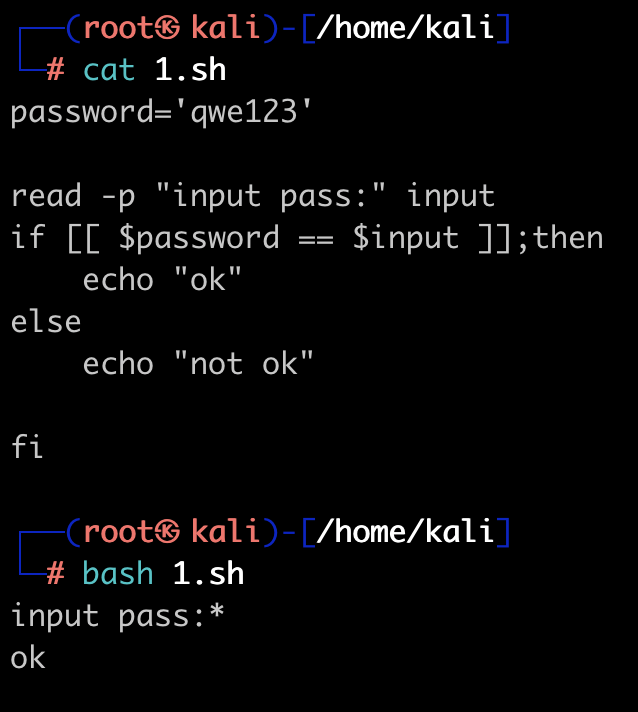 ┌──(root㉿kali)-[/home/kali]
└─# cat 1.sh
password='qwe123'

read -p "input pass:" input
if [[ $password == $input ]];then
    echo "ok"
else
    echo "not ok"

fi

┌──(root㉿kali)-[/home/kali]
└─# bash 1.sh
input pass:*
ok